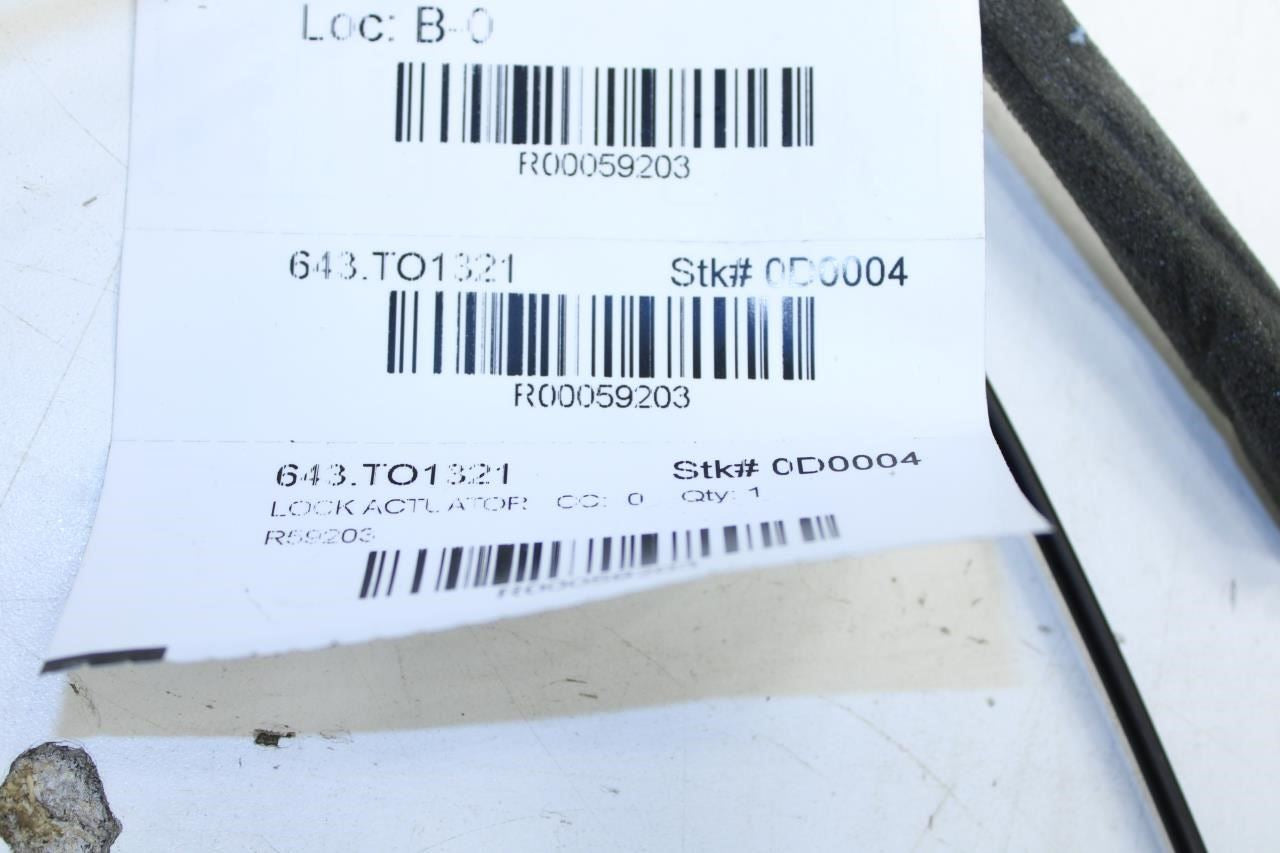 Loc: B-0
R00059203
643.TO1321 Stk# 0D0004
R00059203
643.TO1321 Stk# 0D0004
LOCK ACTUATOR CC: 0 Qty: 1
R59203